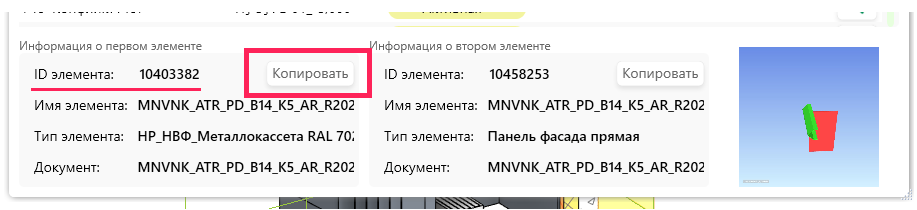 Активная
Информация о первом элементе
ID элемента: 10403382 Копировать
Имя элемента: MNVNK_ATR_PD_B14_K5_AR_R202
Тип элемента: НР_НВФ_Металлокассета RAL 702
Документ: MNVNK_ATR_PD_B14_K5_AR_R202
Информация о втором элементе
ID элемента: 10458253 Копировать
Имя элемента: MNVNK_ATR_PD_B14_K5_AR_R202
Тип элемента: Панель фасада прямая
Документ: MNVNK_ATR_PD_B14_K5_AR_R202